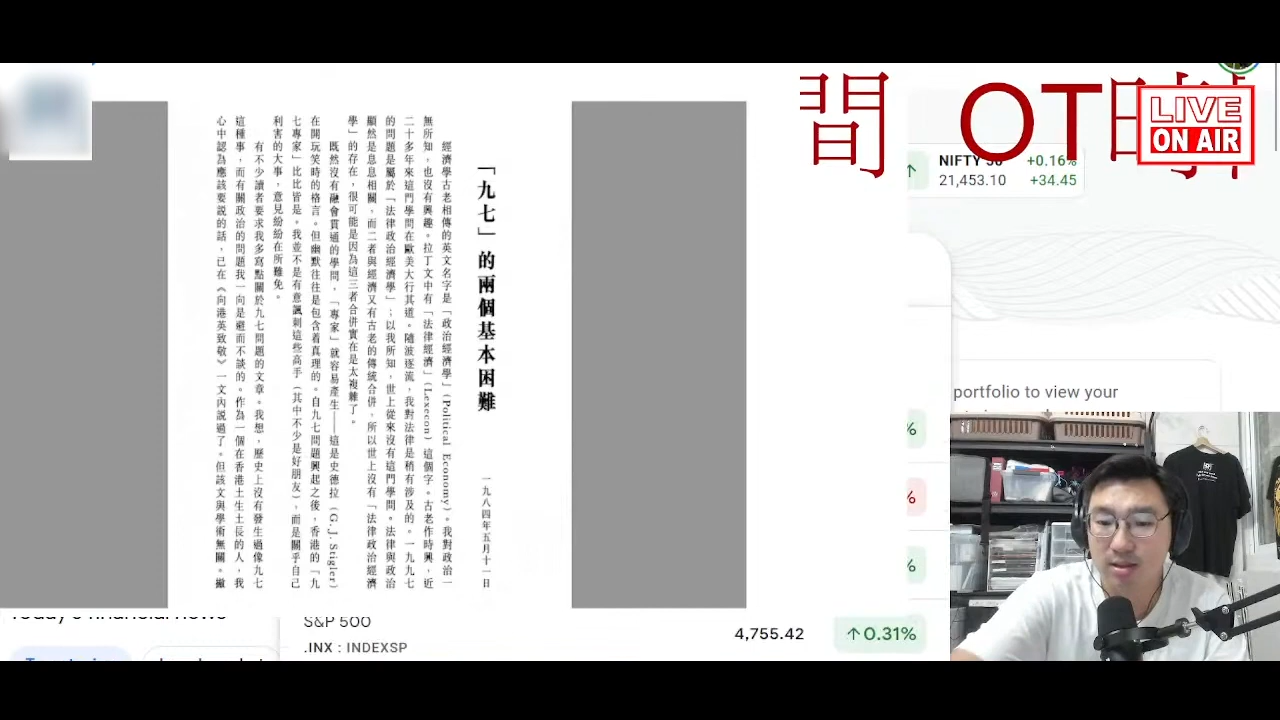 「九七」的兩個基本困難
一九八四年五月十一日
經濟學古老相傳的英文名字是「政治經濟學」(Political Economy)。我對政治一
無所知，也沒有興趣。拉丁文中有「法律經濟」(Lexecon) 這個字。古老作時興，近
二十多年來這門學問在歐美大行其道。隨波逐流，我對法律是稍有涉及的。一九九七
的問題是屬於「法律政治經濟學」；以我所知，世上從來沒有這門學問。法律與政治
顯然是息息相關，而二者與經濟又有古老的傳統合併，所以世上沒有「法律政治經濟
學」的存在，很可能是因為這三者合併實在是太複雜了。
既然沒有融會貫通的學問，「專家」就容易產生——這是史德拉 (G. J. Stigler)
在開玩笑時的格言。但幽默往往是包含着真理的。自九七問題興起之後，香港的「九
七專家」比比皆是。我並不是有意諷刺這些高手（其中不少是好朋友），而是關乎自己
利害的大事，意見紛紛在所難免。
有不少讀者要求我多寫點關於九七問題的文章。我想，歷史上沒有發生過像九七
這種事，而有關政治的問題我一向是避而不談的。作為一個在香港土生土長的人，我
心中認為應該要說的話，已在《向港英致敬》一文內說過了。但該文與學術無關。撇
間 OT
LIVE
ON AIR
NIFTY 50
+0.16%
21,453.10
+34.45
portfolio to view your
%
%
%
Today's financial news
S&P 500
.INX : INDEXSP
4,755.42
↑0.31%